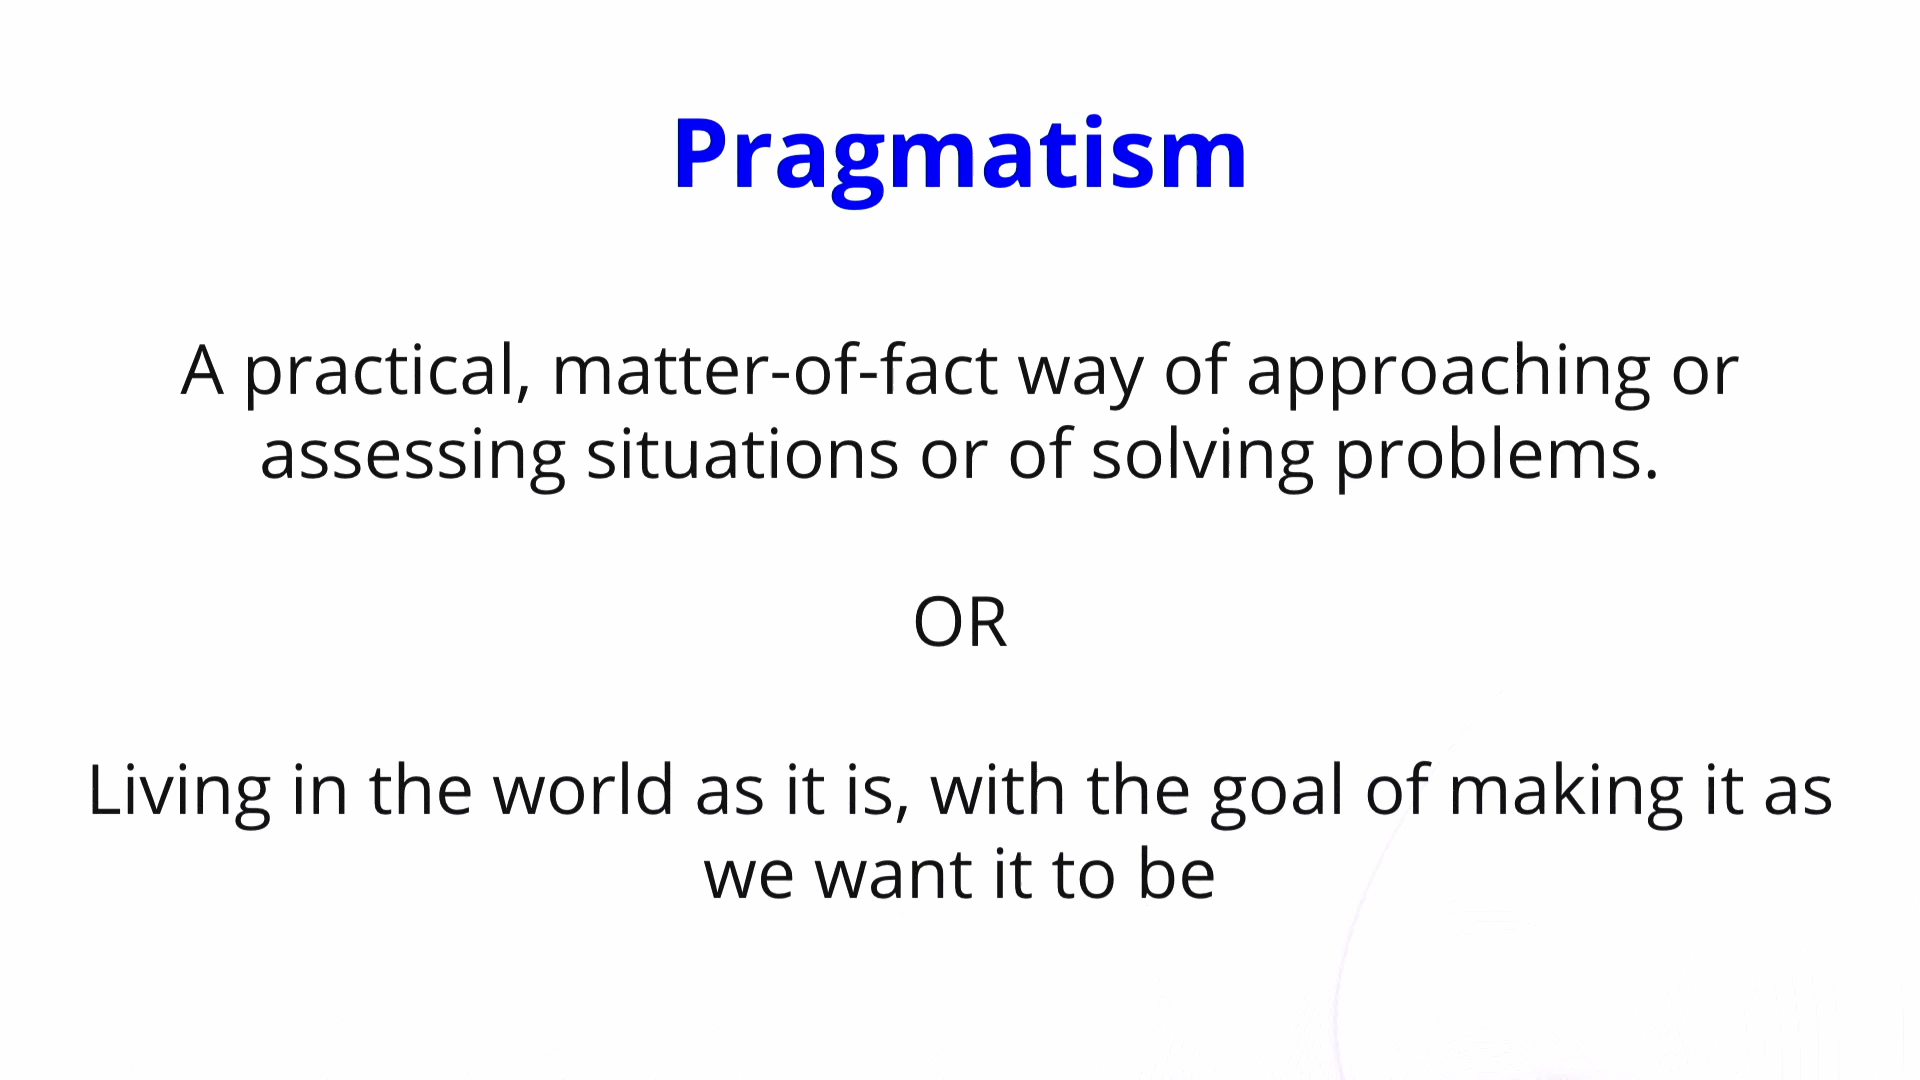 Pragmatism
A practical, matter-of-fact way of approaching or
assessing situations or of solving problems.
OR
Living in the world as it is, with the goal of making it as
we want it to be